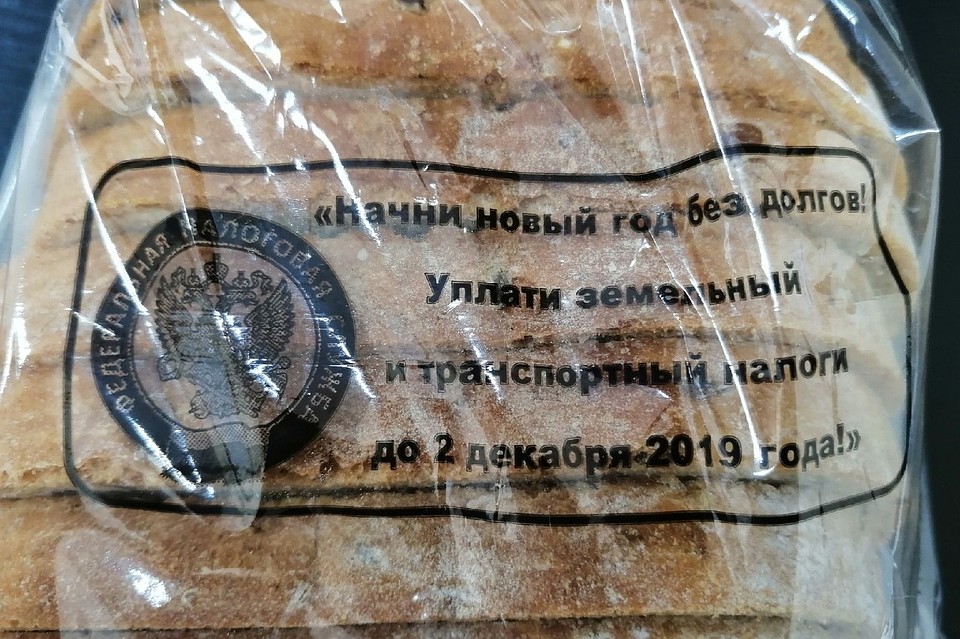 ФЕДЕРАЛЬНАЯ НАЛОГОВАЯ СЛУЖБА
«Начни новый год без долгов!
Уплати земельный
и транспортный налоги
до 2 декабря 2019 года!»